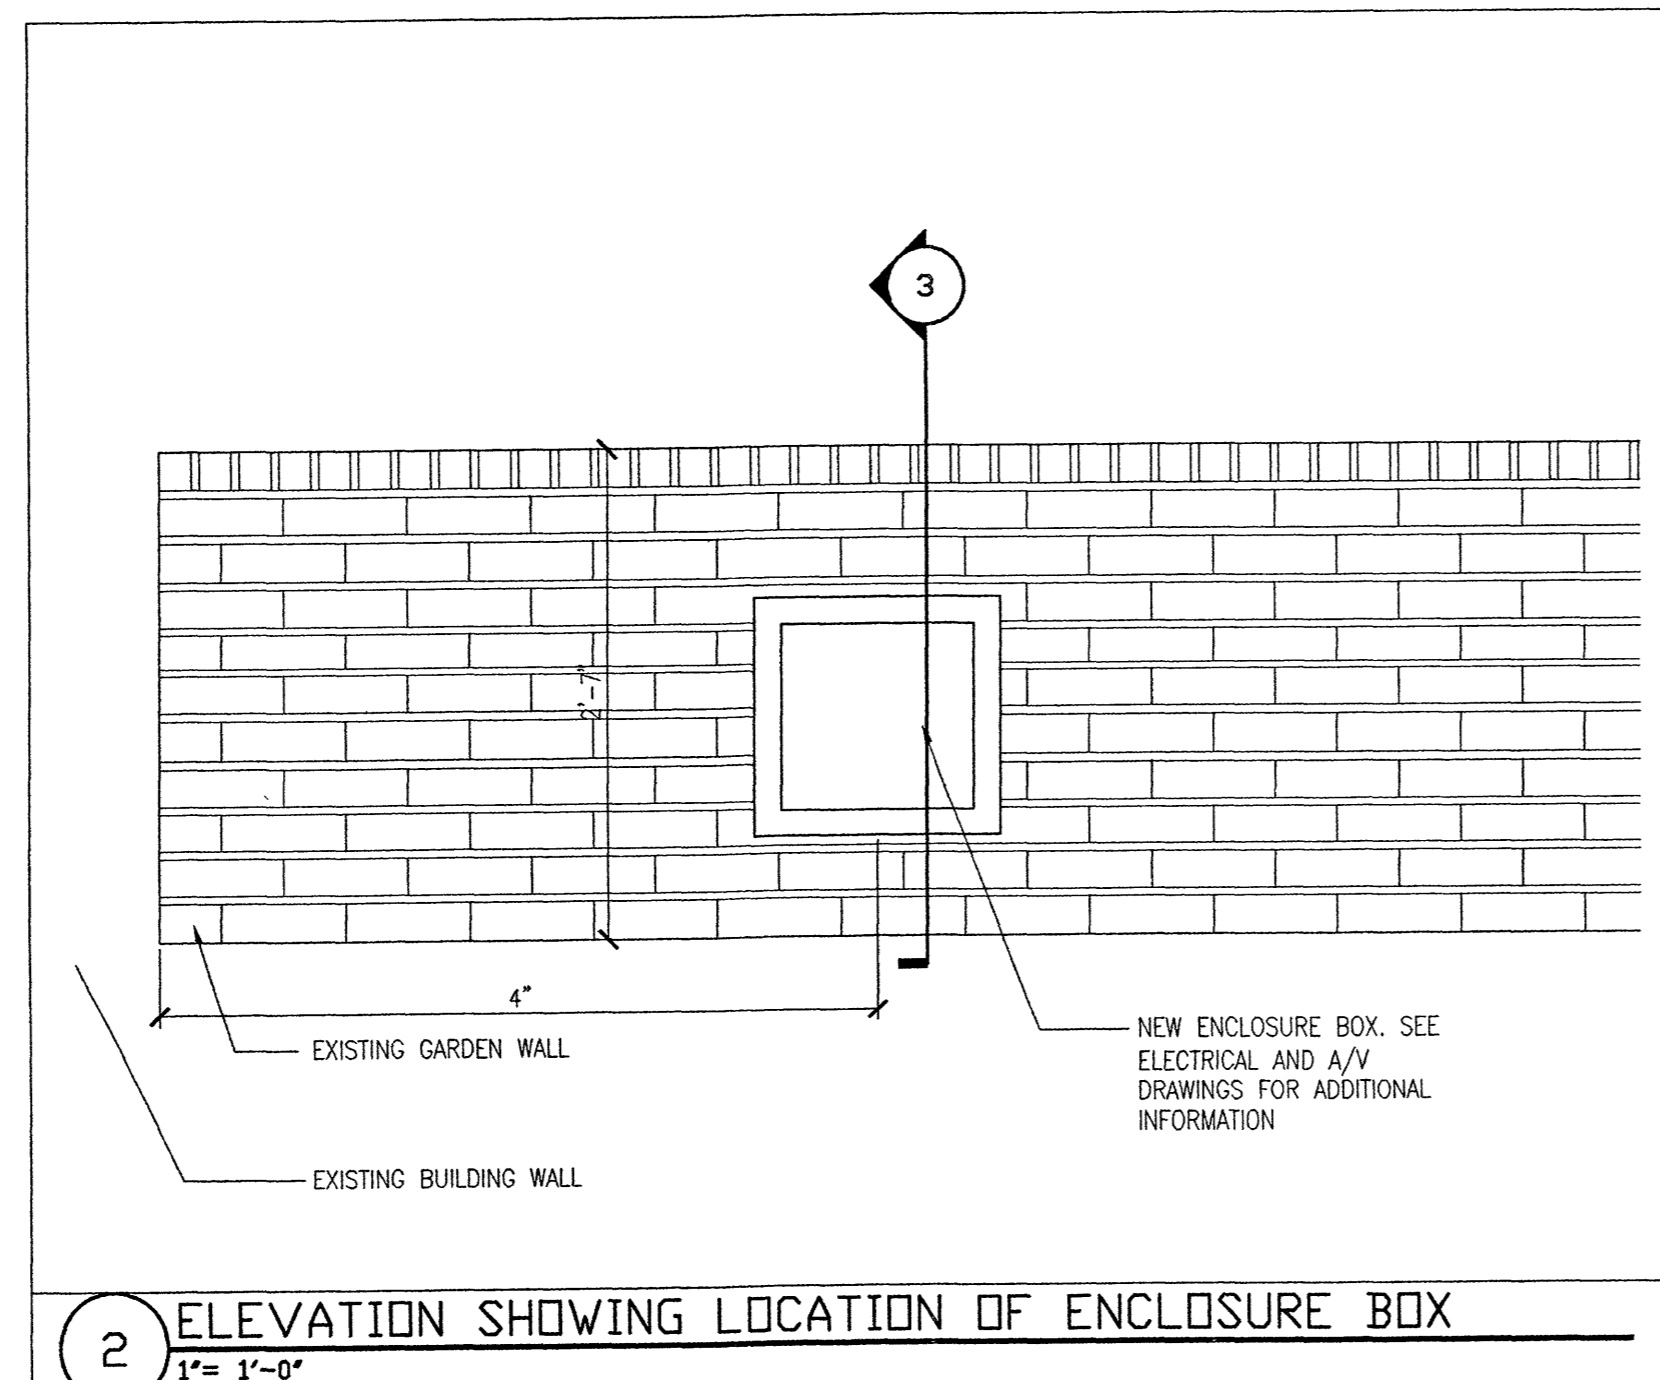 3
2'-7"
4"
EXISTING GARDEN WALL
NEW ENCLOSURE BOX. SEE
ELECTRICAL AND A/V
DRAWINGS FOR ADDITIONAL
INFORMATION
EXISTING BUILDING WALL
2
ELEVATION SHOWING LOCATION OF ENCLOSURE BOX
1"= 1'-0"